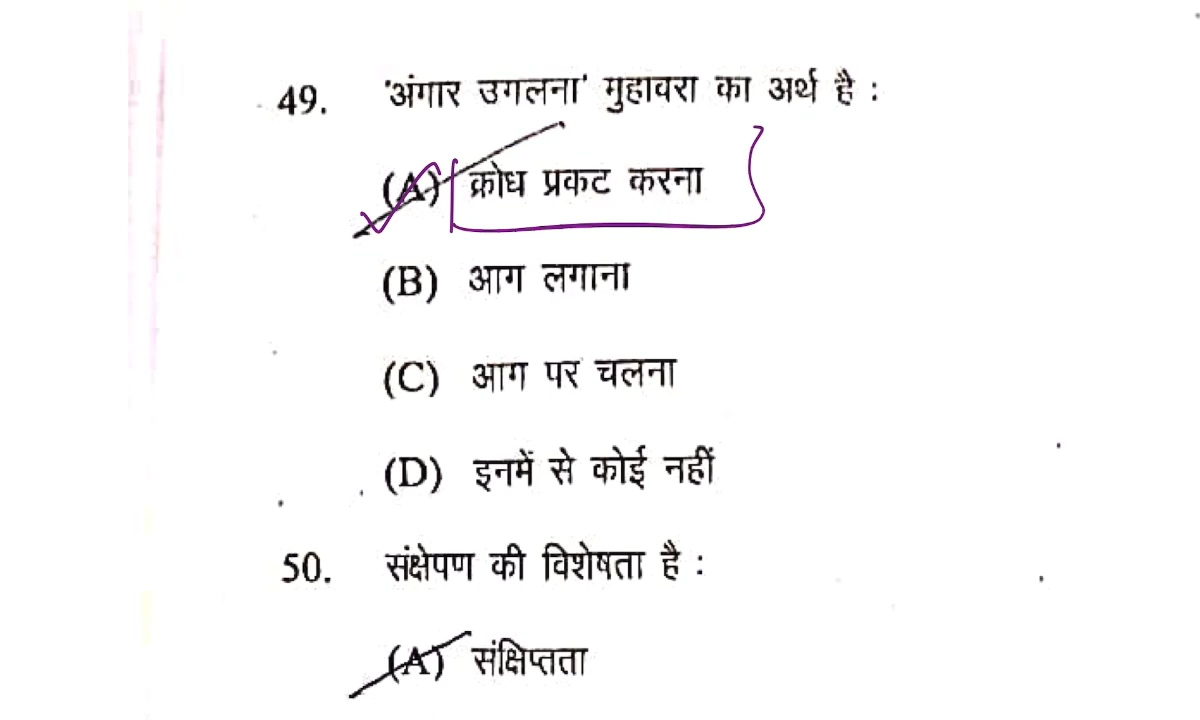 49. 'अंगार उगलना' मुहावरा का अर्थ है :
(A) क्रोध प्रकट करना
(B) आग लगाना
(C) आग पर चलना
(D) इनमें से कोई नहीं
50. संक्षेपण की विशेषता है :
(A) संक्षिप्तता